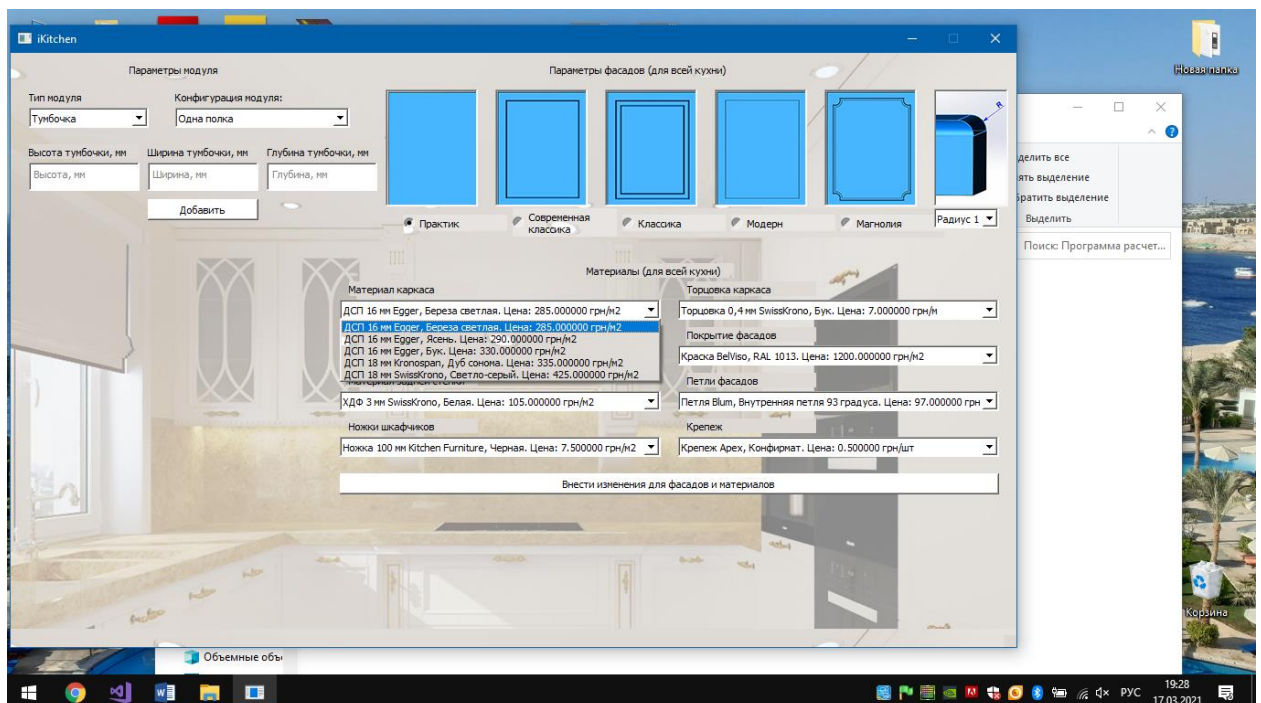 iKitchen
Новая папка
Параметры модуля
Параметры фасадов (для всей кухни)
Тип модуля
Конфигурация модуля:
Тумбочка
Одна полка
R
Высота тумбочки, мм
Ширина тумбочки, мм
Глубина тумбочки, мм
Высота, мм
Ширина, мм
Глубина, мм
Добавить
Практик
Современная
классика
Классика
Модерн
Магнолия
Радиус 1
Выделить
Поиск: Программа расчет...
Материалы (для всей кухни)
Материал каркаса
Торцовка каркаса
ДСП 16 мм Egger, Береза светлая. Цена: 285.000000 грн/м2
Торцовка 0,4 мм SwissKrono, Бук. Цена: 7.000000 грн/м
ДСП 16 мм Egger, Береза светлая. Цена: 285.000000 грн/м2
ДСП 16 мм Egger, Ясень. Цена: 290.000000 грн/м2
ДСП 16 мм Egger, Бук. Цена: 330.000000 грн/м2
ДСП 18 мм Kronospan, Дуб сонома. Цена: 335.000000 грн/м2
ДСП 18 мм SwissKrono, Светло-серый. Цена: 425.000000 грн/м2
Покрытие фасадов
Краска BelViso, RAL 1013. Цена: 1200.000000 грн/м2
Материал задней стенки
Петли фасадов
ХДФ 3 мм SwissKrono, Белая. Цена: 105.000000 грн/м2
Петля Blum, Внутренняя петля 93 градуса. Цена: 97.000000 грн
Ножки шкафчиков
Крепеж
Ножка 100 мм Kitchen Furniture, Черная. Цена: 7.500000 грн/м2
Крепеж Apex, Конфирмат. Цена: 0.500000 грн/шт
Внести изменения для фасадов и материалов
Корзина
Объемные объ
РУС
19:28
17.03.2021